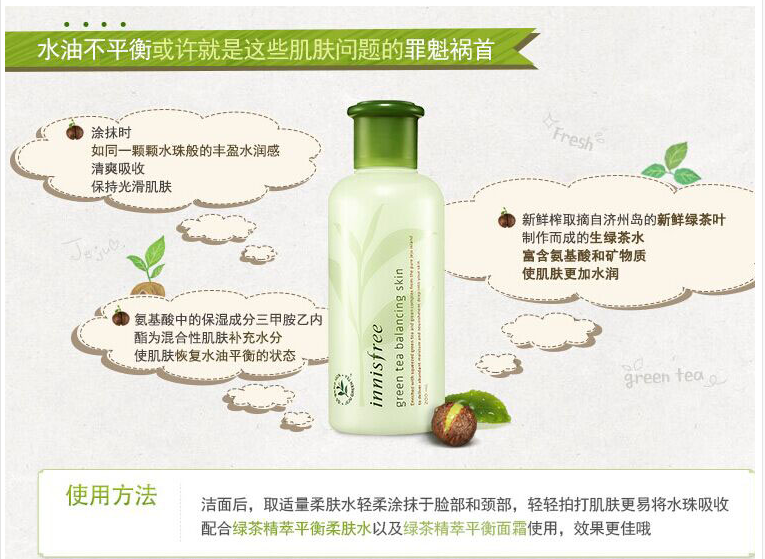 水油不平衡或许就是这些肌肤问题的罪魁祸首
涂抹时
如同一颗颗水珠般的丰盈水润感
清爽吸收
保持光滑肌肤
Fresh
新鲜榨取摘自济州岛的新鲜绿茶叶
制作而成的生绿茶水
富含氨基酸和矿物质
使肌肤更加水润
Jeju
氨基酸中的保湿成分三甲胺乙内
酯为混合性肌肤补充水分
使肌肤恢复水油平衡的状态
innisfree
green tea balancing skin
green tea
使用方法
洁面后，取适量柔肤水轻柔涂抹于脸部和颈部，轻轻拍打肌肤更易将水珠吸收
配合绿茶精萃平衡柔肤水以及绿茶精萃平衡面霜使用，效果更佳哦